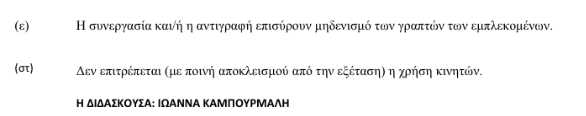 (ε) Η συνεργασία και/ή η αντιγραφή επισύρουν μηδενισμό των γραπτών των εμπλεκομένων.
(στ) Δεν επιτρέπεται (με ποινή αποκλεισμού από την εξέταση) η χρήση κινητών.
Η ΔΙΔΑΣΚΟΥΣΑ: ΙΩΑΝΝΑ ΚΑΜΠΟΥΡΜΑΛΗ